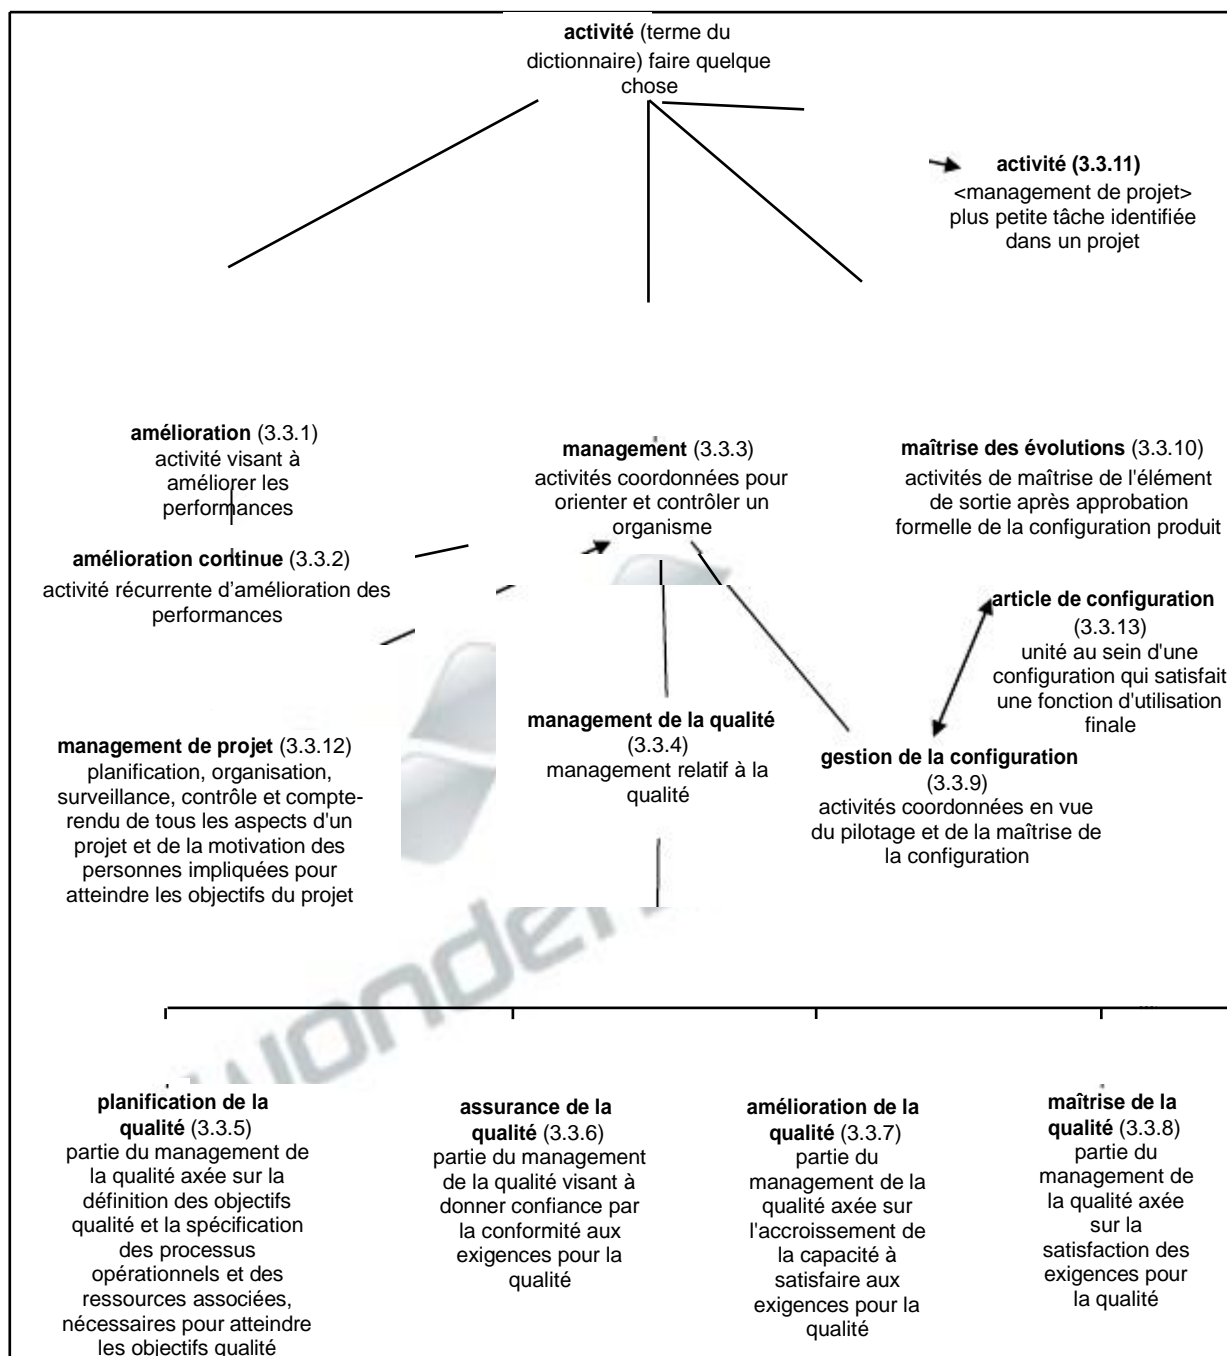 activité (terme du
dictionnaire) faire quelque
chose
activité (3.3.11)
<management de projet>
plus petite tâche identifiée
dans un projet
amélioration (3.3.1)
activité visant à
améliorer les
performances
management (3.3.3)
activités coordonnées pour
orienter et contrôler un
organisme
maîtrise des évolutions (3.3.10)
activités de maîtrise de l'élément
de sortie après approbation
formelle de la configuration produit
amélioration continue (3.3.2)
activité récurrente d’amélioration des
performances
article de configuration
(3.3.13)
unité au sein d'une
configuration qui satisfait
une fonction d'utilisation
finale
management de projet (3.3.12)
planification, organisation,
surveillance, contrôle et compte-
rendu de tous les aspects d'un
projet et de la motivation des
personnes impliquées pour
atteindre les objectifs du projet
management de la qualité
(3.3.4)
management relatif à la
qualité
gestion de la configuration
(3.3.9)
activités coordonnées en vue
du pilotage et de la maîtrise de
la configuration
planification de la
qualité (3.3.5)
partie du management de
la qualité axée sur la
définition des objectifs
qualité et la spécification
des processus
opérationnels et des
ressources associées,
nécessaires pour atteindre
les objectifs qualité
assurance de la
qualité (3.3.6)
partie du management
de la qualité visant à
donner confiance par
la conformité aux
exigences pour la
qualité
amélioration de la
qualité (3.3.7)
partie du
management de la
qualité axée sur
l'accroissement de
la capacité à
satisfaire aux
exigences pour la
qualité
maîtrise de la
qualité (3.3.8)
partie du
management de
la qualité axée
sur la
satisfaction des
exigences pour
la qualité